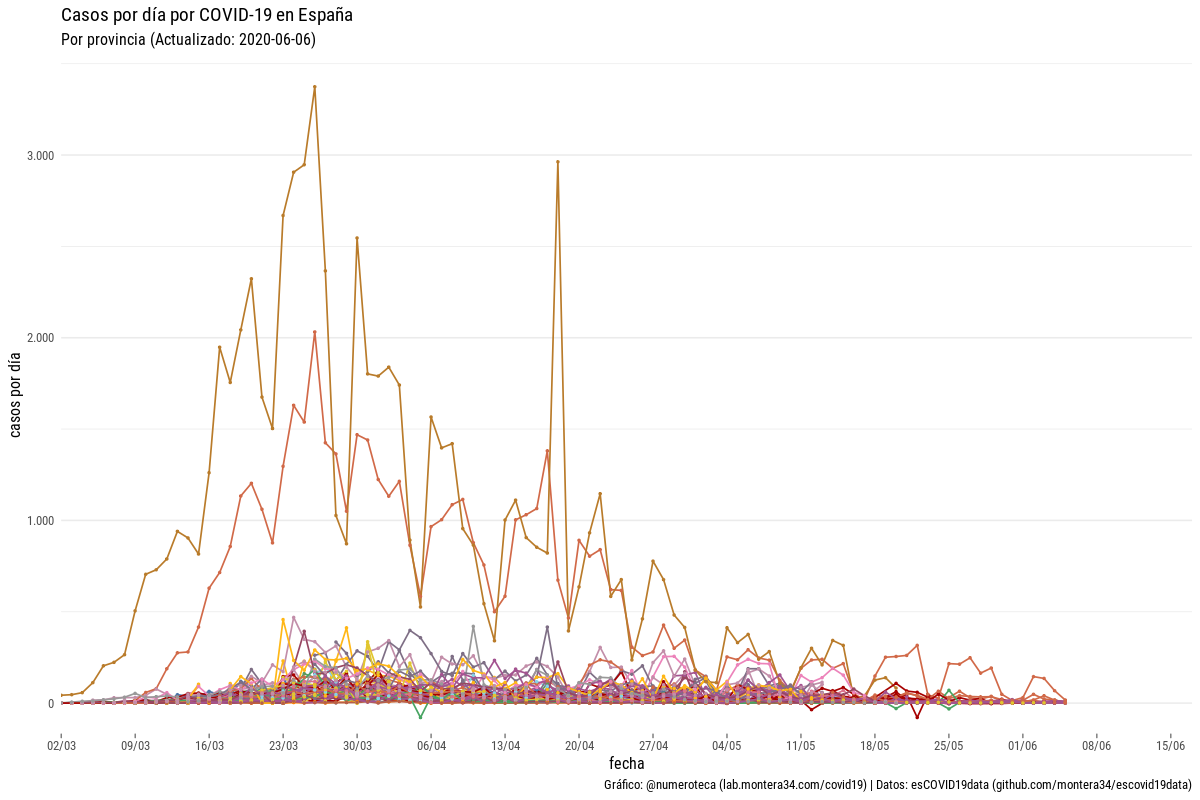 Casos por día por COVID-19 en España
Por provincia (Actualizado: 2020-06-06)
casos por día
3.000
2.000
1.000
0
02/03 09/03 16/03 23/03 30/03 06/04 13/04 20/04 27/04 04/05 11/05 18/05 25/05 01/06 08/06 15/06
fecha
Gráfico: @numeroteca (lab.montera34.com/covid19) | Datos: esCOVID19data (github.com/montera34/escovid19data)